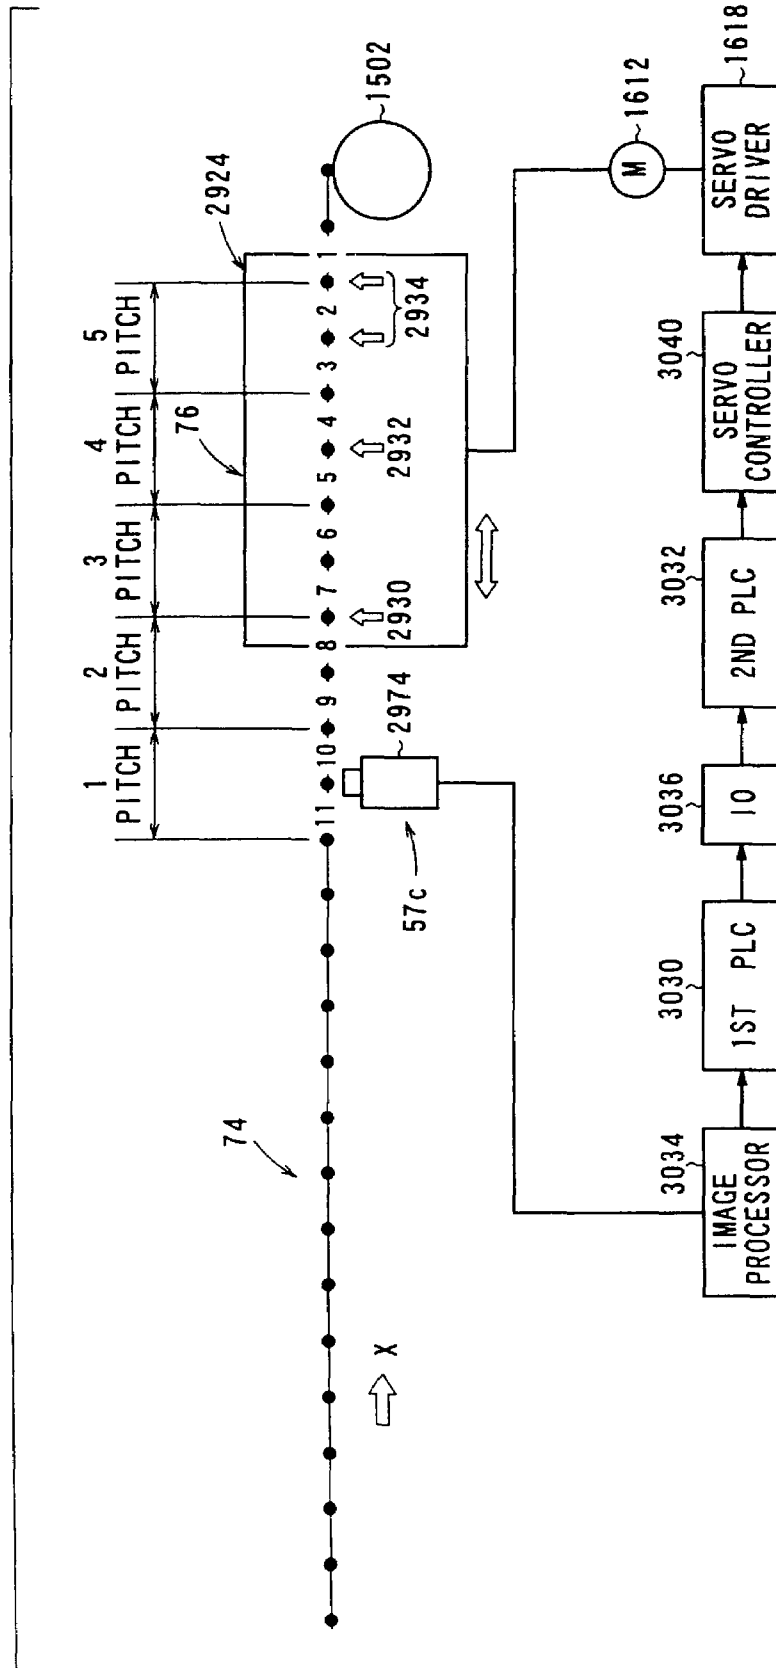 1 PITCH
2 PITCH
3 PITCH
4 PITCH
5 PITCH
76
2924
74
11 10 9 8 7 6 5 4 3 2 1
1502
X
57c
2974
2930
2932
2934
1612
M
3034
IMAGE
PROCESSOR
3030
1ST PLC
3036
IO
3032
2ND PLC
3040
SERVO
CONTROLLER
1618
SERVO
DRIVER